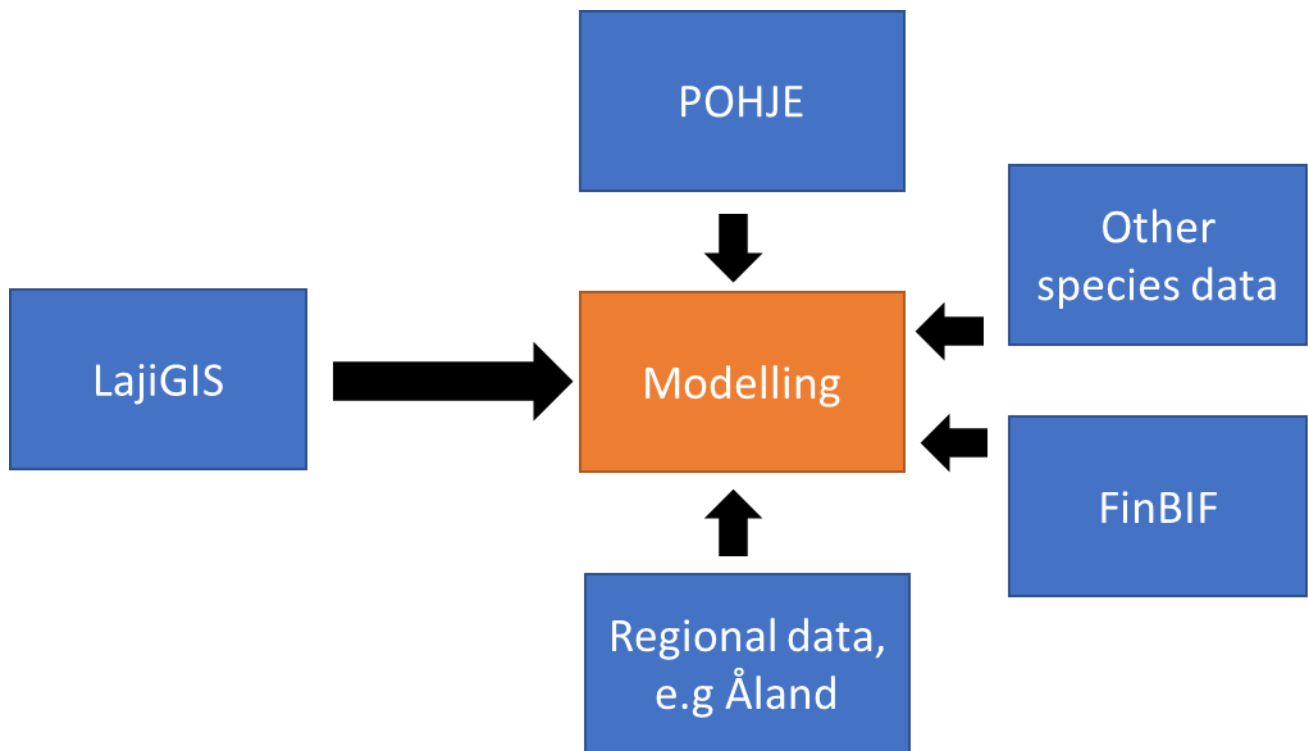 POHJE
Other
species data
LajiGIS
Modelling
FinBIF
Regional data,
e.g Åland